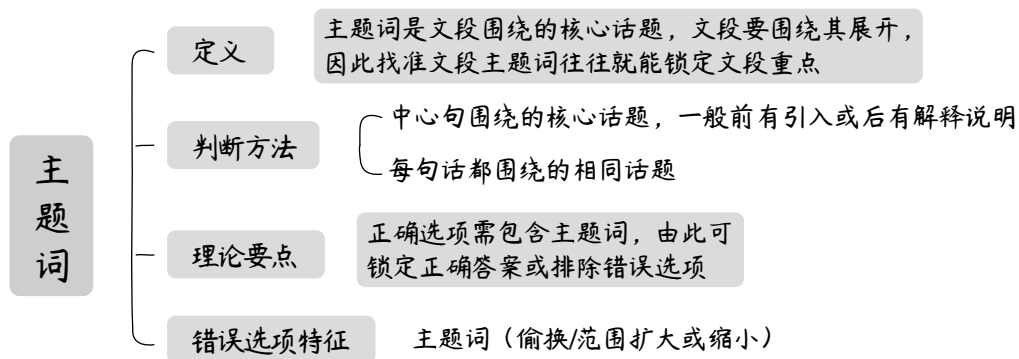 主题词
定义
主题词是文段围绕的核心话题，文段要围绕其展开，
因此找准文段主题词往往就能锁定文段重点
判断方法
中心句围绕的核心话题，一般前有引入或后有解释说明
每句话都围绕的相同话题
理论要点
正确选项需包含主题词，由此可
锁定正确答案或排除错误选项
错误选项特征
主题词（偷换/范围扩大或缩小）